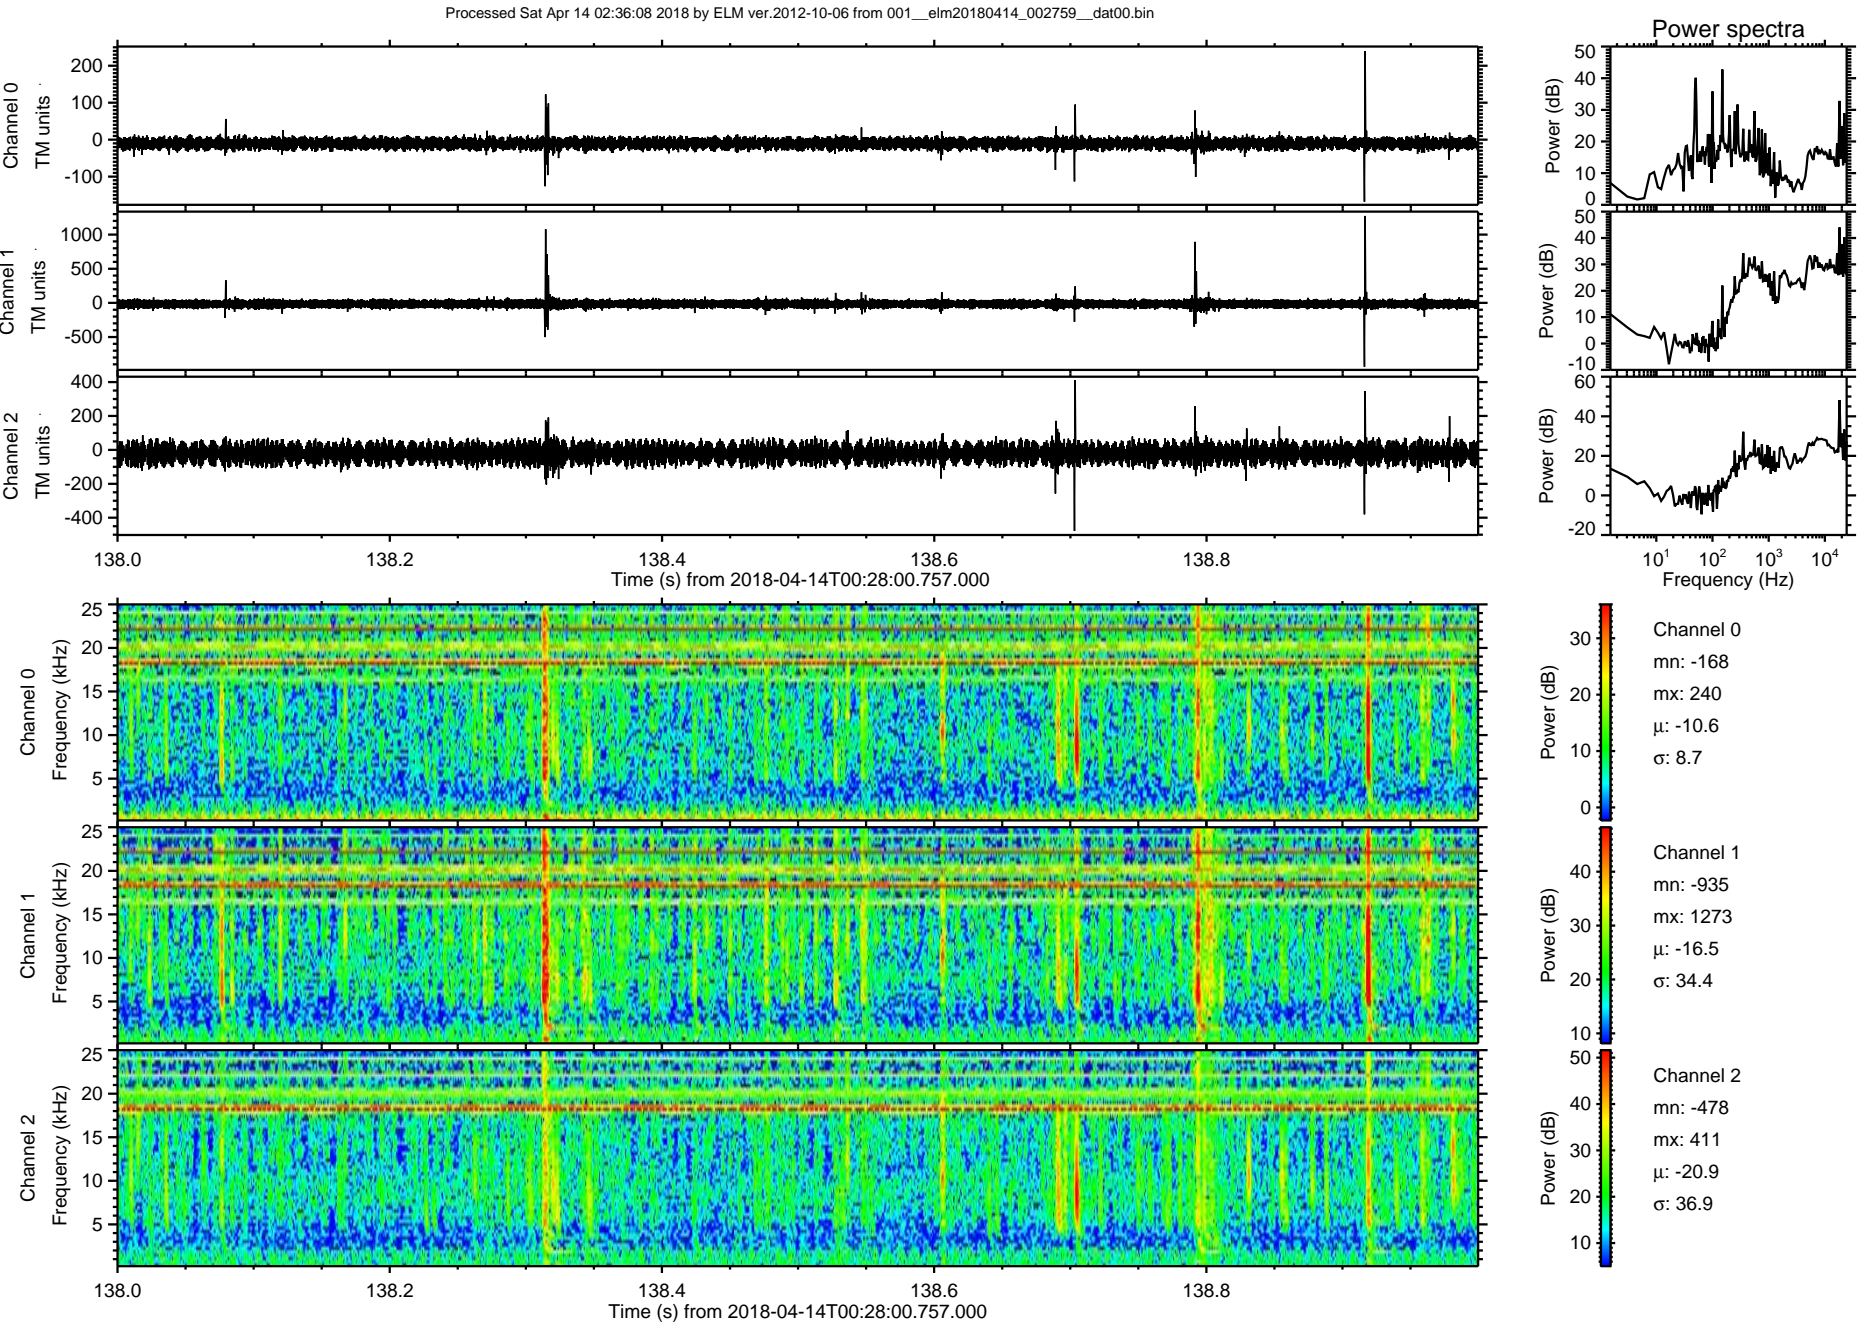 Processed Sat Apr 14 02:36:08 2018 by ELM ver.2012-10-06 from 001__elm20180414_002759__dat00.bin
Power spectra
Channel 0
TM units
200
100
0
-100
Power (dB)
50
40
30
20
10
0
Channel 1
TM units
1000
500
0
-500
Power (dB)
50
40
30
20
10
0
-10
Channel 2
TM units
400
200
0
-200
-400
Power (dB)
60
40
20
0
-20
138.0 138.2 138.4 138.6 138.8
Time (s) from 2018-04-14T00:28:00.757.000
10¹ 10² 10³ 10⁴
Frequency (Hz)
Channel 0
Frequency (kHz)
25
20
15
10
5
Power (dB)
30
20
10
0
Channel 0
mn: -168
mx: 240
µ: -10.6
σ: 8.7
Channel 1
Frequency (kHz)
25
20
15
10
5
Power (dB)
40
30
20
10
Channel 1
mn: -935
mx: 1273
µ: -16.5
σ: 34.4
Channel 2
Frequency (kHz)
25
20
15
10
5
Power (dB)
50
40
30
20
10
Channel 2
mn: -478
mx: 411
µ: -20.9
σ: 36.9
138.0 138.2 138.4 138.6 138.8
Time (s) from 2018-04-14T00:28:00.757.000